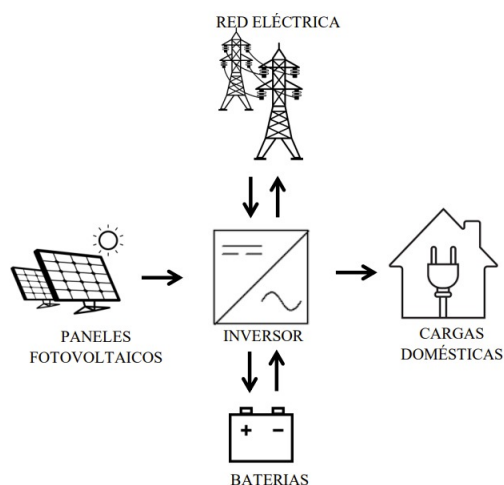 RED ELÉCTRICA
PANELES
FOTOVOLTAICOS
INVERSOR
CARGAS
DOMÉSTICAS
+ −
BATERIAS